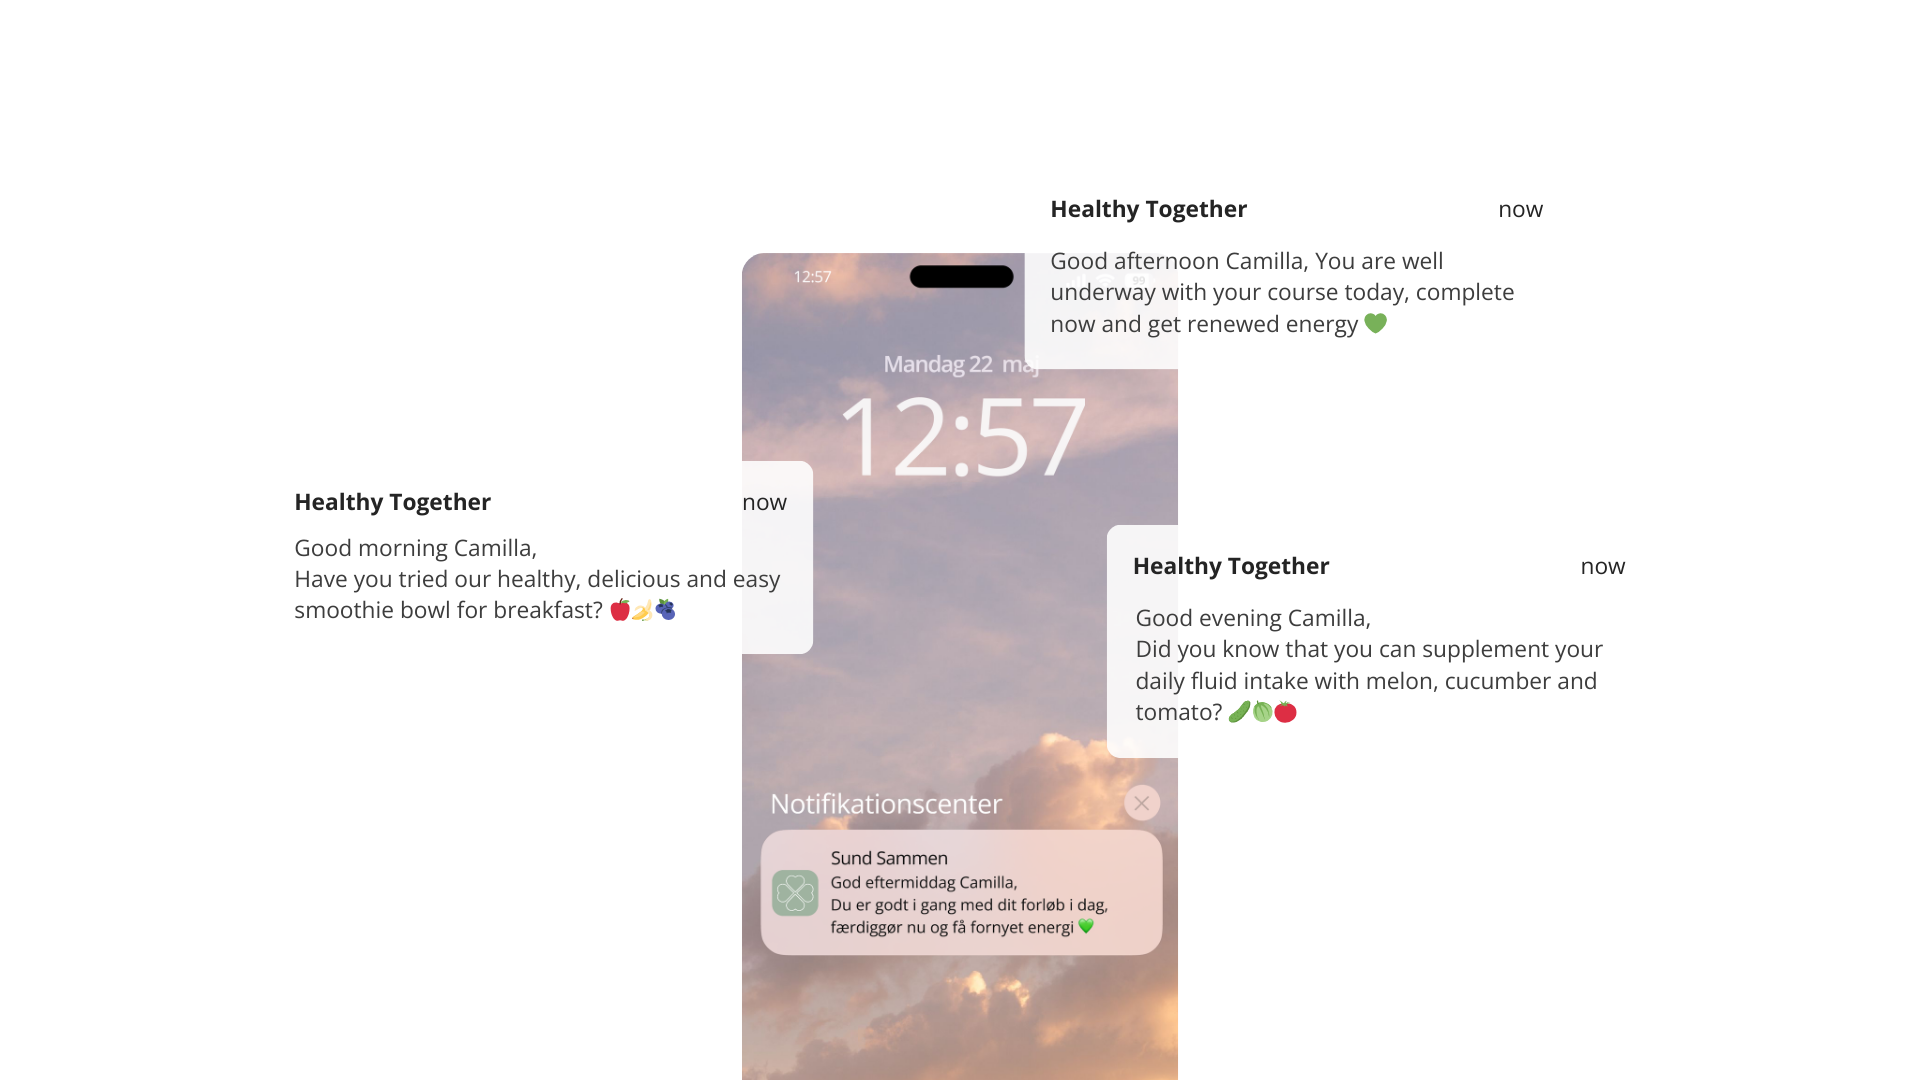 Healthy Together now
Good afternoon Camilla, You are well
underway with your course today, complete
now and get renewed energy 💚
12:57
99
Mandag 22 maj
12:57
Healthy Together now
Good morning Camilla,
Have you tried our healthy, delicious and easy
smoothie bowl for breakfast? 🍎🍌🫐
Healthy Together now
Good evening Camilla,
Did you know that you can supplement your
daily fluid intake with melon, cucumber and
tomato? 🥒🍈🍅
Notifikationscenter
Sund Sammen
God eftermiddag Camilla,
Du er godt i gang med dit forløb i dag,
færdiggør nu og få fornyet energi 💚